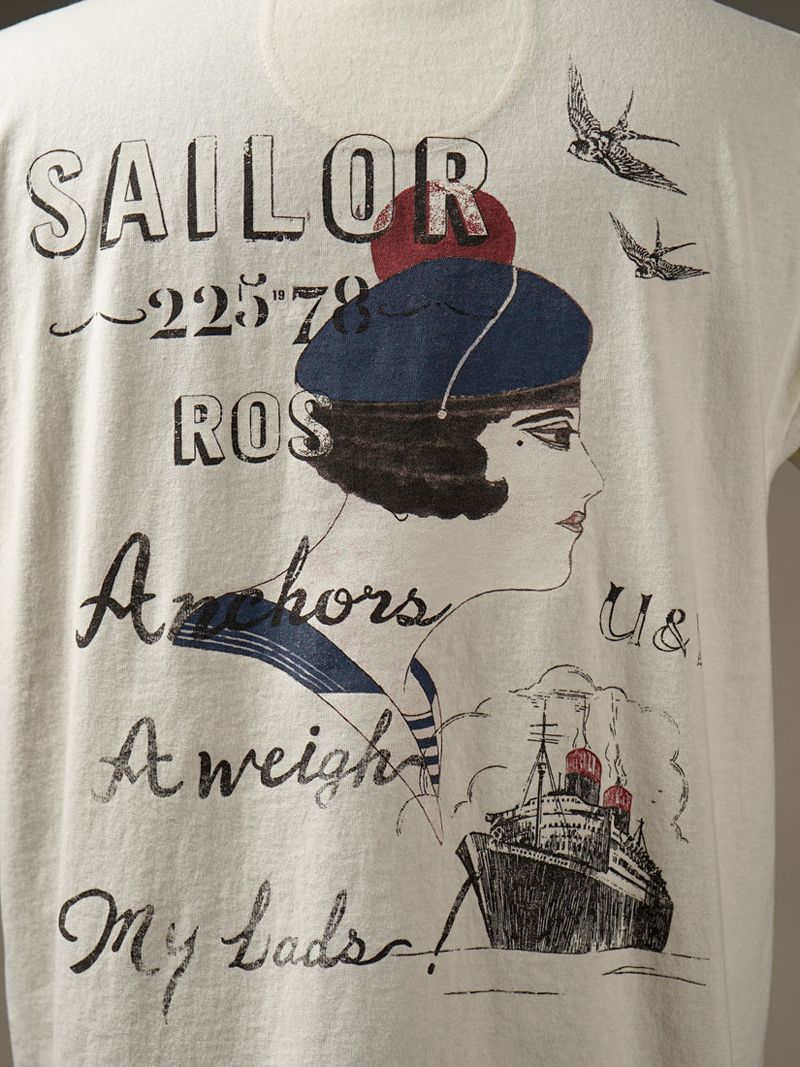 SAILOR
225 19 78
ROS
Anchors
U&
Aweigh
My Lads!